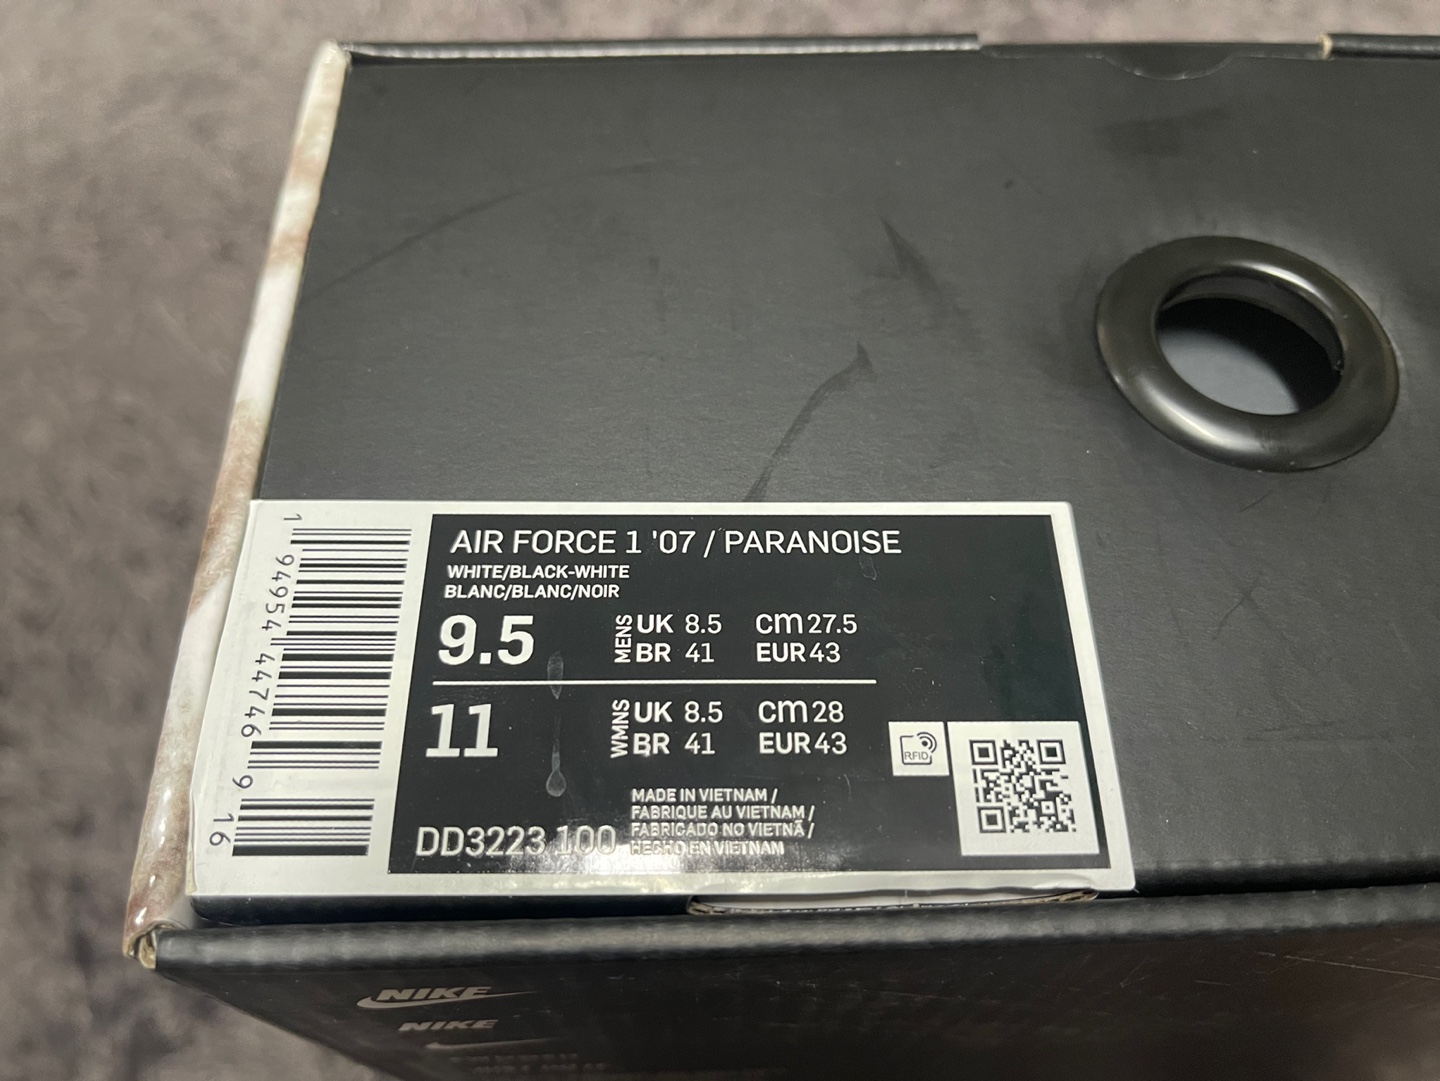 AIR FORCE 1 '07 / PARANOISE
WHITE/BLACK-WHITE
BLANC/BLANC/NOIR
9.5 MENS UK 8.5 CM 27.5
BR 41 EUR 43
11 WMNS UK 8.5 CM 28
BR 41 EUR 43
RFID
DD3223 100
MADE IN VIETNAM /
FABRIQUE AU VIETNAM /
FABRICADO NO VIETNÃ /
HECHO EN VIETNAM
1 94954 44746 9 16
NIKE
NIKE